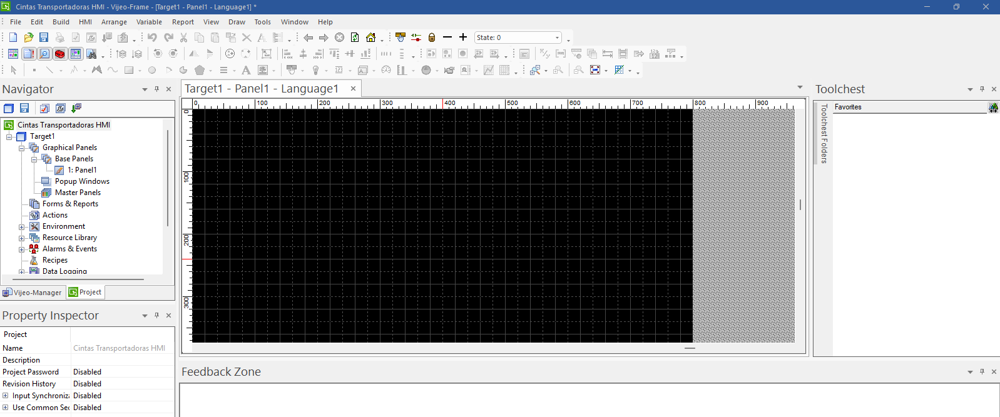 Cintas Transportadoras HMI - Vijeo-Frame - [Target1 - Panel1 - Language1] *
File Edit Build HMI Arrange Variable Report View Draw Tools Window Help
State: 0
Navigator
Cintas Transportadoras HMI
Target1
Graphical Panels
Base Panels
1: Panel1
Popup Windows
Master Panels
Forms & Reports
Actions
Environment
Resource Library
Alarms & Events
Recipes
Data Logging
Vijeo-Manager Project
Property Inspector
Project
Name Cintas Transportadoras HMI
Description
Project Password Disabled
Revision History Disabled
Input Synchroniz Disabled
Use Common Sec Disabled
Target1 - Panel1 - Language1
0 100 200 300 400 500 600 700 800 900
0
100
200
300
Feedback Zone
Toolchest
Toolchest Folders
Favorites